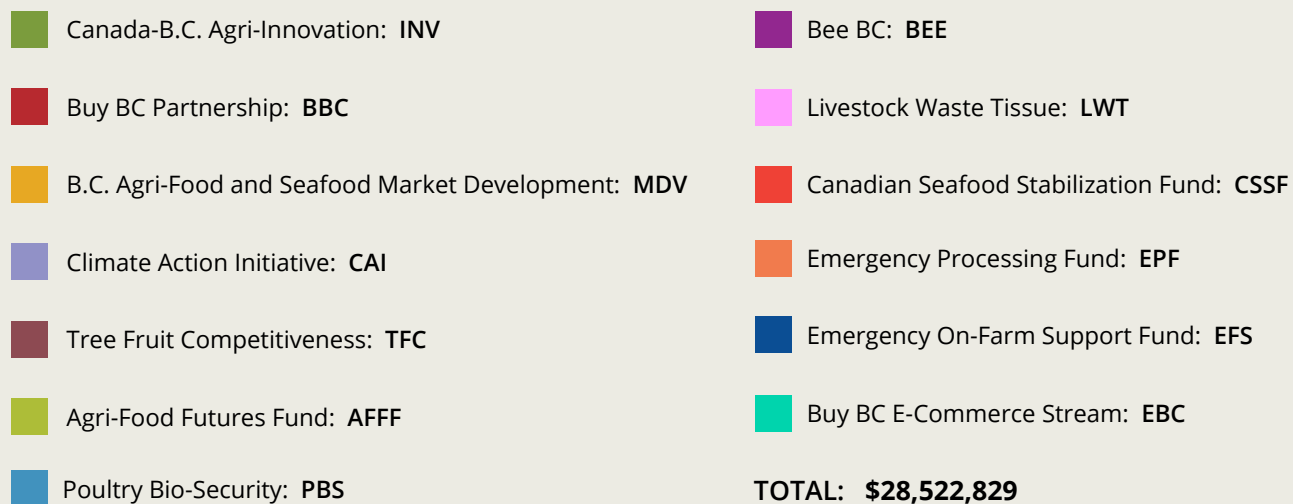 Canada-B.C. Agri-Innovation: INV
Buy BC Partnership: BBC
B.C. Agri-Food and Seafood Market Development: MDV
Climate Action Initiative: CAI
Tree Fruit Competitiveness: TFC
Agri-Food Futures Fund: AFFF
Poultry Bio-Security: PBS
Bee BC: BEE
Livestock Waste Tissue: LWT
Canadian Seafood Stabilization Fund: CSSF
Emergency Processing Fund: EPF
Emergency On-Farm Support Fund: EFS
Buy BC E-Commerce Stream: EBC
TOTAL: $28,522,829